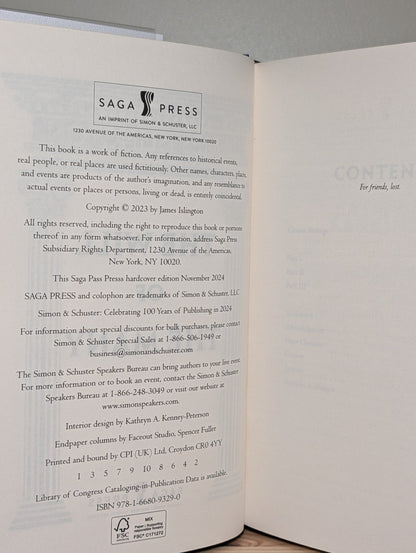 SAGA PRESS
AN IMPRINT OF SIMON & SCHUSTER, LLC
1230 AVENUE OF THE AMERICAS, NEW YORK, NEW YORK 10020
This book is a work of fiction. Any references to historical events,
real people, or real places are used fictitiously. Other names, characters, places,
and events are products of the author's imagination, and any resemblance to
actual events or places or persons, living or dead, is entirely coincidental.
Copyright © 2023 by James Islington
All rights reserved, including the right to reproduce this book or portions
thereof in any form whatsoever. For information, address Saga Press
Subsidiary Rights Department, 1230 Avenue of the Americas,
New York, NY 10020.
This Saga Pass Presss hardcover edition November 2024
SAGA PRESS and colophon are trademarks of Simon & Schuster, LLC
Simon & Schuster: Celebrating 100 Years of Publishing in 2024
For information about special discounts for bulk purchases, please contact
Simon & Schuster Special Sales at 1-866-506-1949 or
business@simonandschuster.com
The Simon & Schuster Speakers Bureau can bring authors to your live event.
For more information or to book an event, contact the Simon & Schuster
Speakers Bureau at 1-866-248-3049 or visit our website at
www.simonspeakers.com.
Interior design by Kathryn A. Kenney-Peterson
Endpaper columns by Faceout Studio, Spencer Fuller
Printed and bound by CPI (UK) Ltd. Croydon CR0 4YY
1 3 5 7 9 10 8 6 4 2
Library of Congress Cataloging-in-Publication Data is available.
ISBN 978-1-6680-9329-0
FSC
www.fsc.org
MIX
Paper | Supporting
responsible forestry
FSC® C171272
CONTEN
For friends, lost.